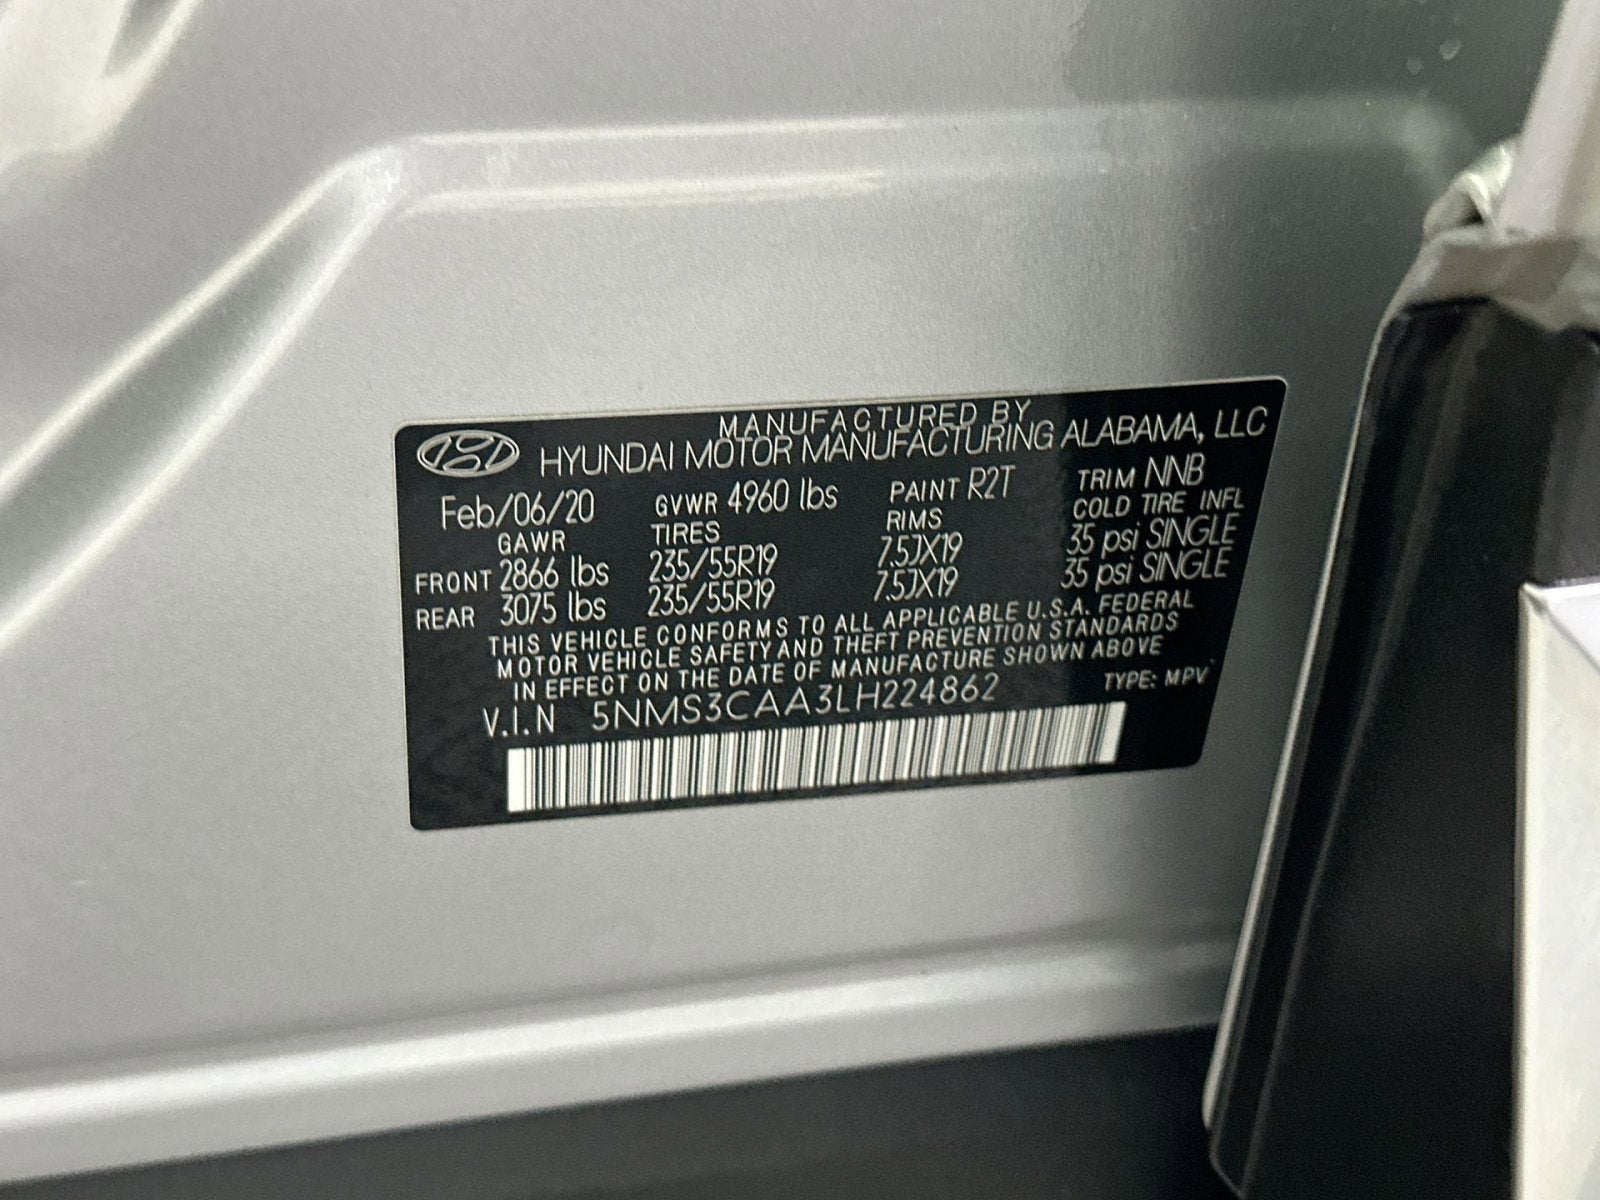 MANUFACTURED BY
HYUNDAI MOTOR MANUFACTURING ALABAMA, LLC
Feb/06/20 GVWR 4960 lbs PAINT R2T TRIM NNB
GAWR TIRES RIMS COLD TIRE INFL
FRONT 2866 lbs 235/55R19 7.5JX19 35 psi SINGLE
REAR 3075 lbs 235/55R19 7.5JX19 35 psi SINGLE
THIS VEHICLE CONFORMS TO ALL APPLICABLE U.S.A. FEDERAL
MOTOR VEHICLE SAFETY AND THEFT PREVENTION STANDARDS
IN EFFECT ON THE DATE OF MANUFACTURE SHOWN ABOVE
V.I.N 5NMS3CAA3LH224862 TYPE: MPV